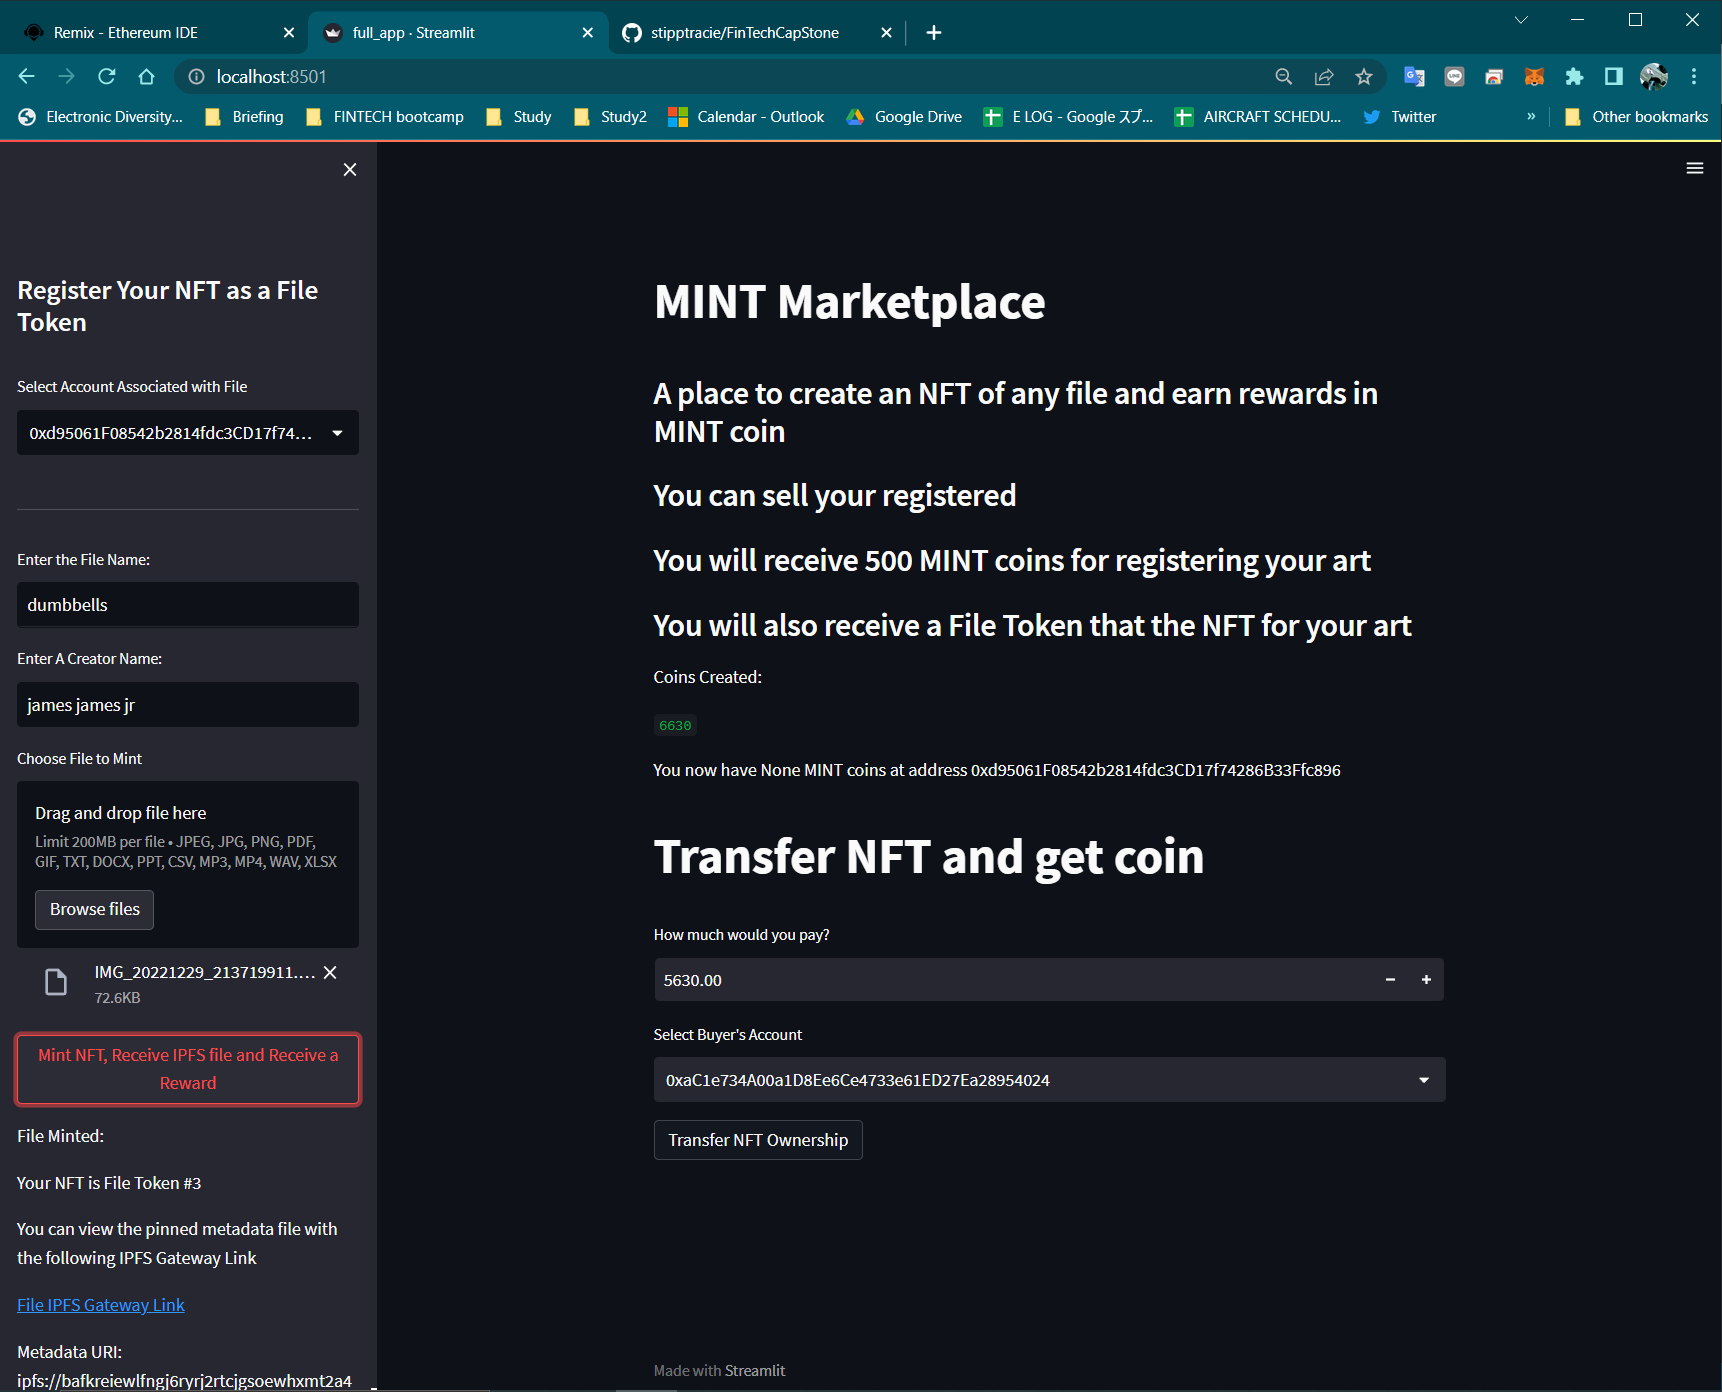 Remix - Ethereum IDE
full_app · Streamlit
stipptracie/FinTechCapStone
localhost:8501
Electronic Diversity...
Briefing
FINTECH bootcamp
Study
Study2
Calendar - Outlook
Google Drive
E LOG - Google スプ...
AIRCRAFT SCHEDU...
Twitter
»
Other bookmarks
Register Your NFT as a File
Token
Select Account Associated with File
0xd95061F08542b2814fdc3CD17f74...
Enter the File Name:
dumbbells
Enter A Creator Name:
james james jr
Choose File to Mint
Drag and drop file here
Limit 200MB per file • JPEG, JPG, PNG, PDF,
GIF, TXT, DOCX, PPT, CSV, MP3, MP4, WAV, XLSX
Browse files
IMG_20221229_213719911....
72.6KB
Mint NFT, Receive IPFS file and Receive a
Reward
File Minted:
Your NFT is File Token #3
You can view the pinned metadata file with
the following IPFS Gateway Link
File IPFS Gateway Link
Metadata URI:
ipfs://bafkreiewlfngj6ryrj2rtcjgsoewhxmt2a4
MINT Marketplace
A place to create an NFT of any file and earn rewards in
MINT coin
You can sell your registered
You will receive 500 MINT coins for registering your art
You will also receive a File Token that the NFT for your art
Coins Created:
6630
You now have None MINT coins at address 0xd95061F08542b2814fdc3CD17f74286B33Ffc896
Transfer NFT and get coin
How much would you pay?
5630.00
Select Buyer's Account
0xaC1e734A00a1D8Ee6Ce4733e61ED27Ea28954024
Transfer NFT Ownership
Made with Streamlit